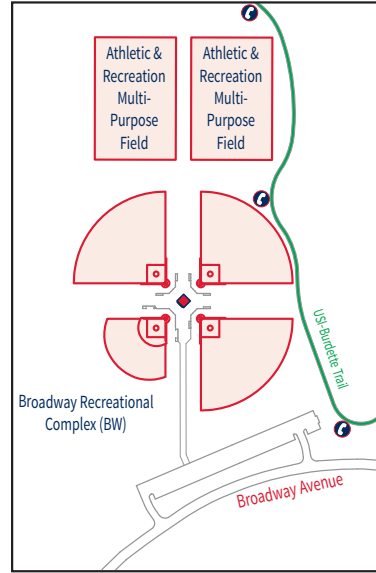 Athletic &
Recreation
Multi-
Purpose
Field
Athletic &
Recreation
Multi-
Purpose
Field
USI-Burdette Trail
Broadway Recreational
Complex (BW)
Broadway Avenue